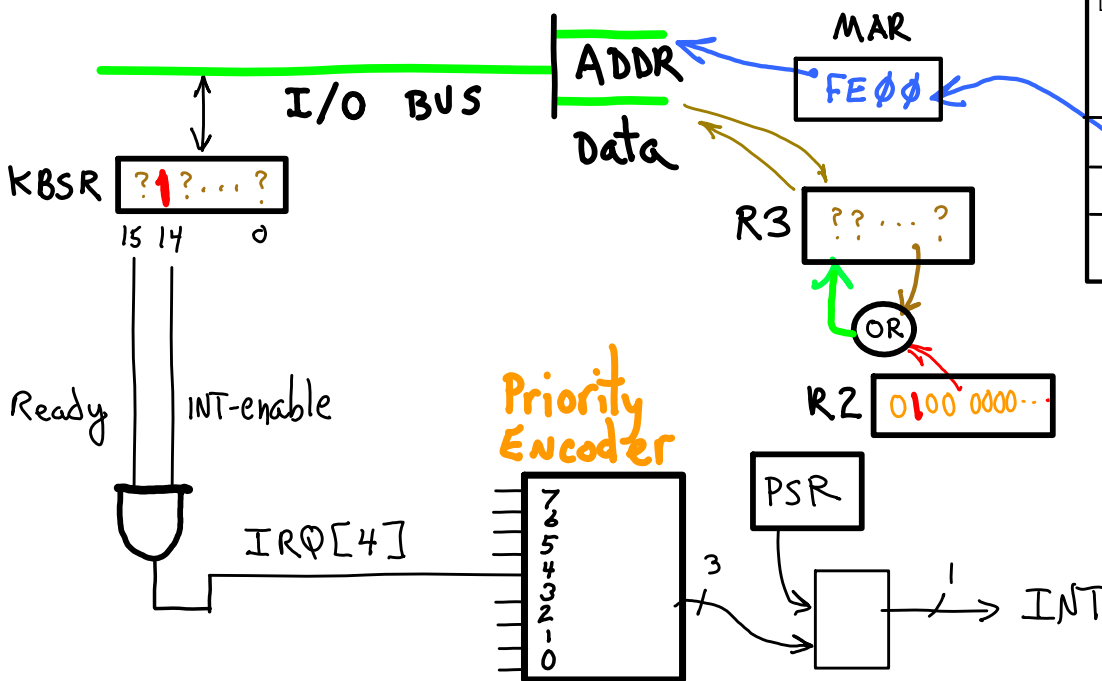 MAR
ADDR
FE00
I/O BUS
Data
KBSR
? 1 ? . . . ?
15 14 0
R3
? ? . . . ?
OR
R2
0100 0000...
Ready
INT-enable
Priority
Encoder
PSR
7
6
5
4
3
2
1
0
IRQ[4]
3
1
INT